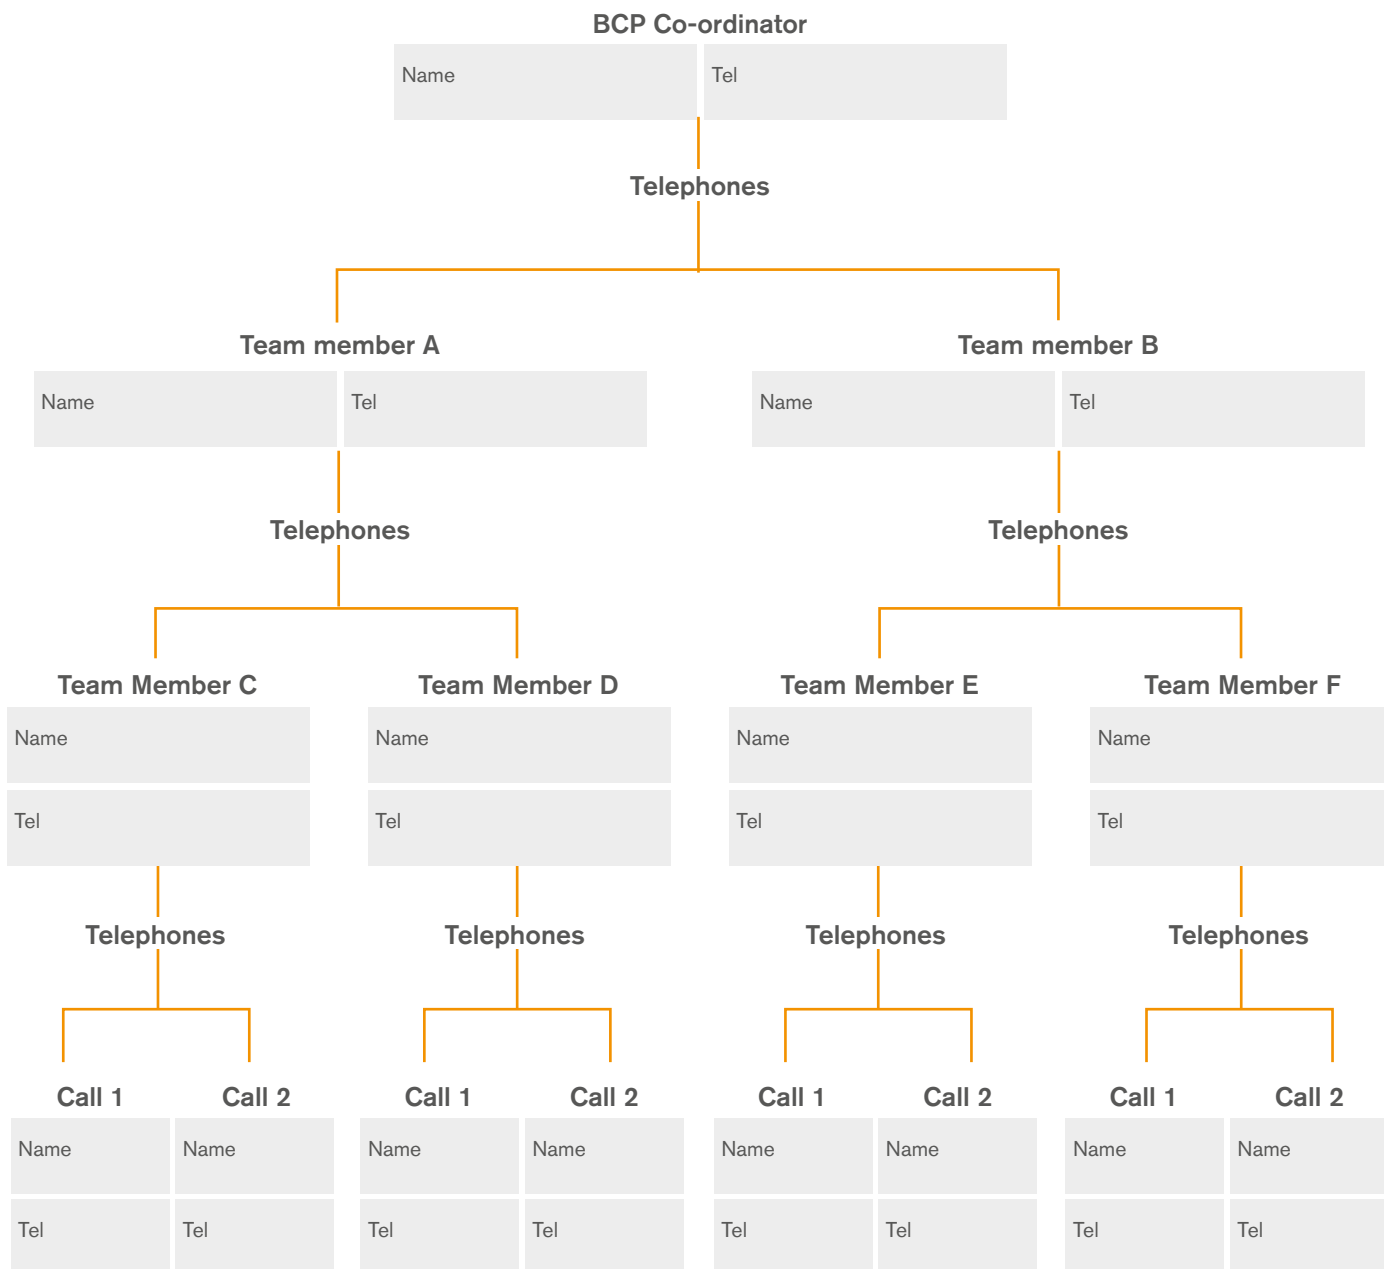 BCP Co-ordinator
Name Tel
Telephones
Team member A Team member B
Name Tel Name Tel
Telephones Telephones
Team Member C Team Member D Team Member E Team Member F
Name Name Name Name
Tel Tel Tel Tel
Telephones Telephones Telephones Telephones
Call 1 Call 2 Call 1 Call 2 Call 1 Call 2 Call 1 Call 2
Name Name Name Name Name Name Name Name
Tel Tel Tel Tel Tel Tel Tel Tel